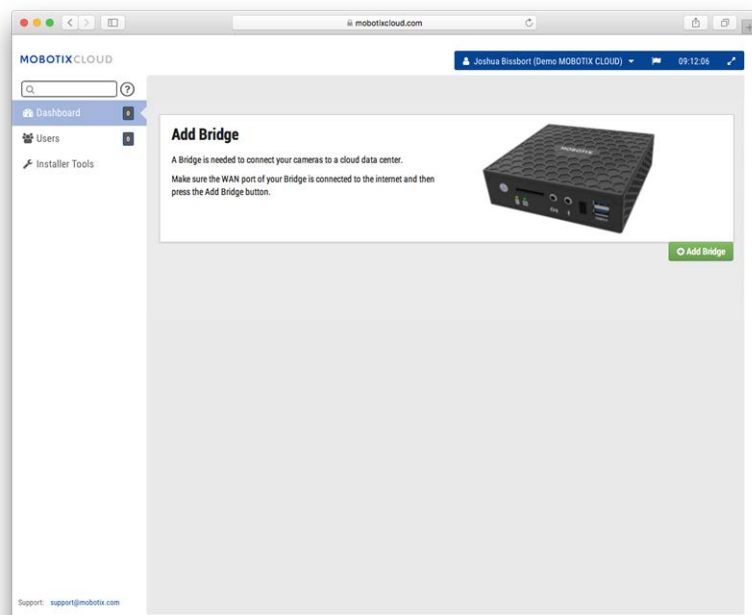 mobotixcloud.com
MOBOTIXCLOUD
Joshua Bissbort (Demo MOBOTIX CLOUD)
09:12:06
?
Dashboard
0
Users
0
Installer Tools
Add Bridge
A Bridge is needed to connect your cameras to a cloud data center.
Make sure the WAN port of your Bridge is connected to the internet and then
press the Add Bridge button.
MOBOTIX
Add Bridge
Support: support@mobotix.com